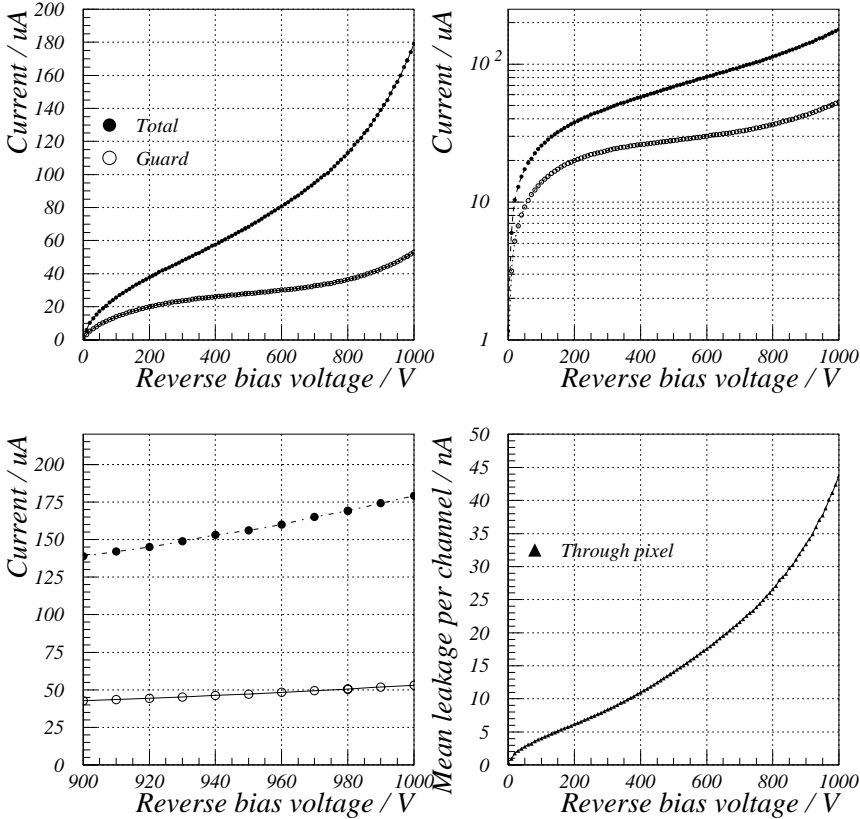 Current / uA
200
180
160
140
120
100
80
60
40
20
0
Total
Guard
0 200 400 600 800 1000
Reverse bias voltage / V
Current / uA
10 2
10
1
0 200 400 600 800 1000
Reverse bias voltage / V
Current / uA
200
175
150
125
100
75
50
25
0
900 920 940 960 980 1000
Reverse bias voltage / V
Mean leakage per channel / nA
50
45
40
35
30
25
20
15
10
5
0
Through pixel
0 200 400 600 800 1000
Reverse bias voltage / V